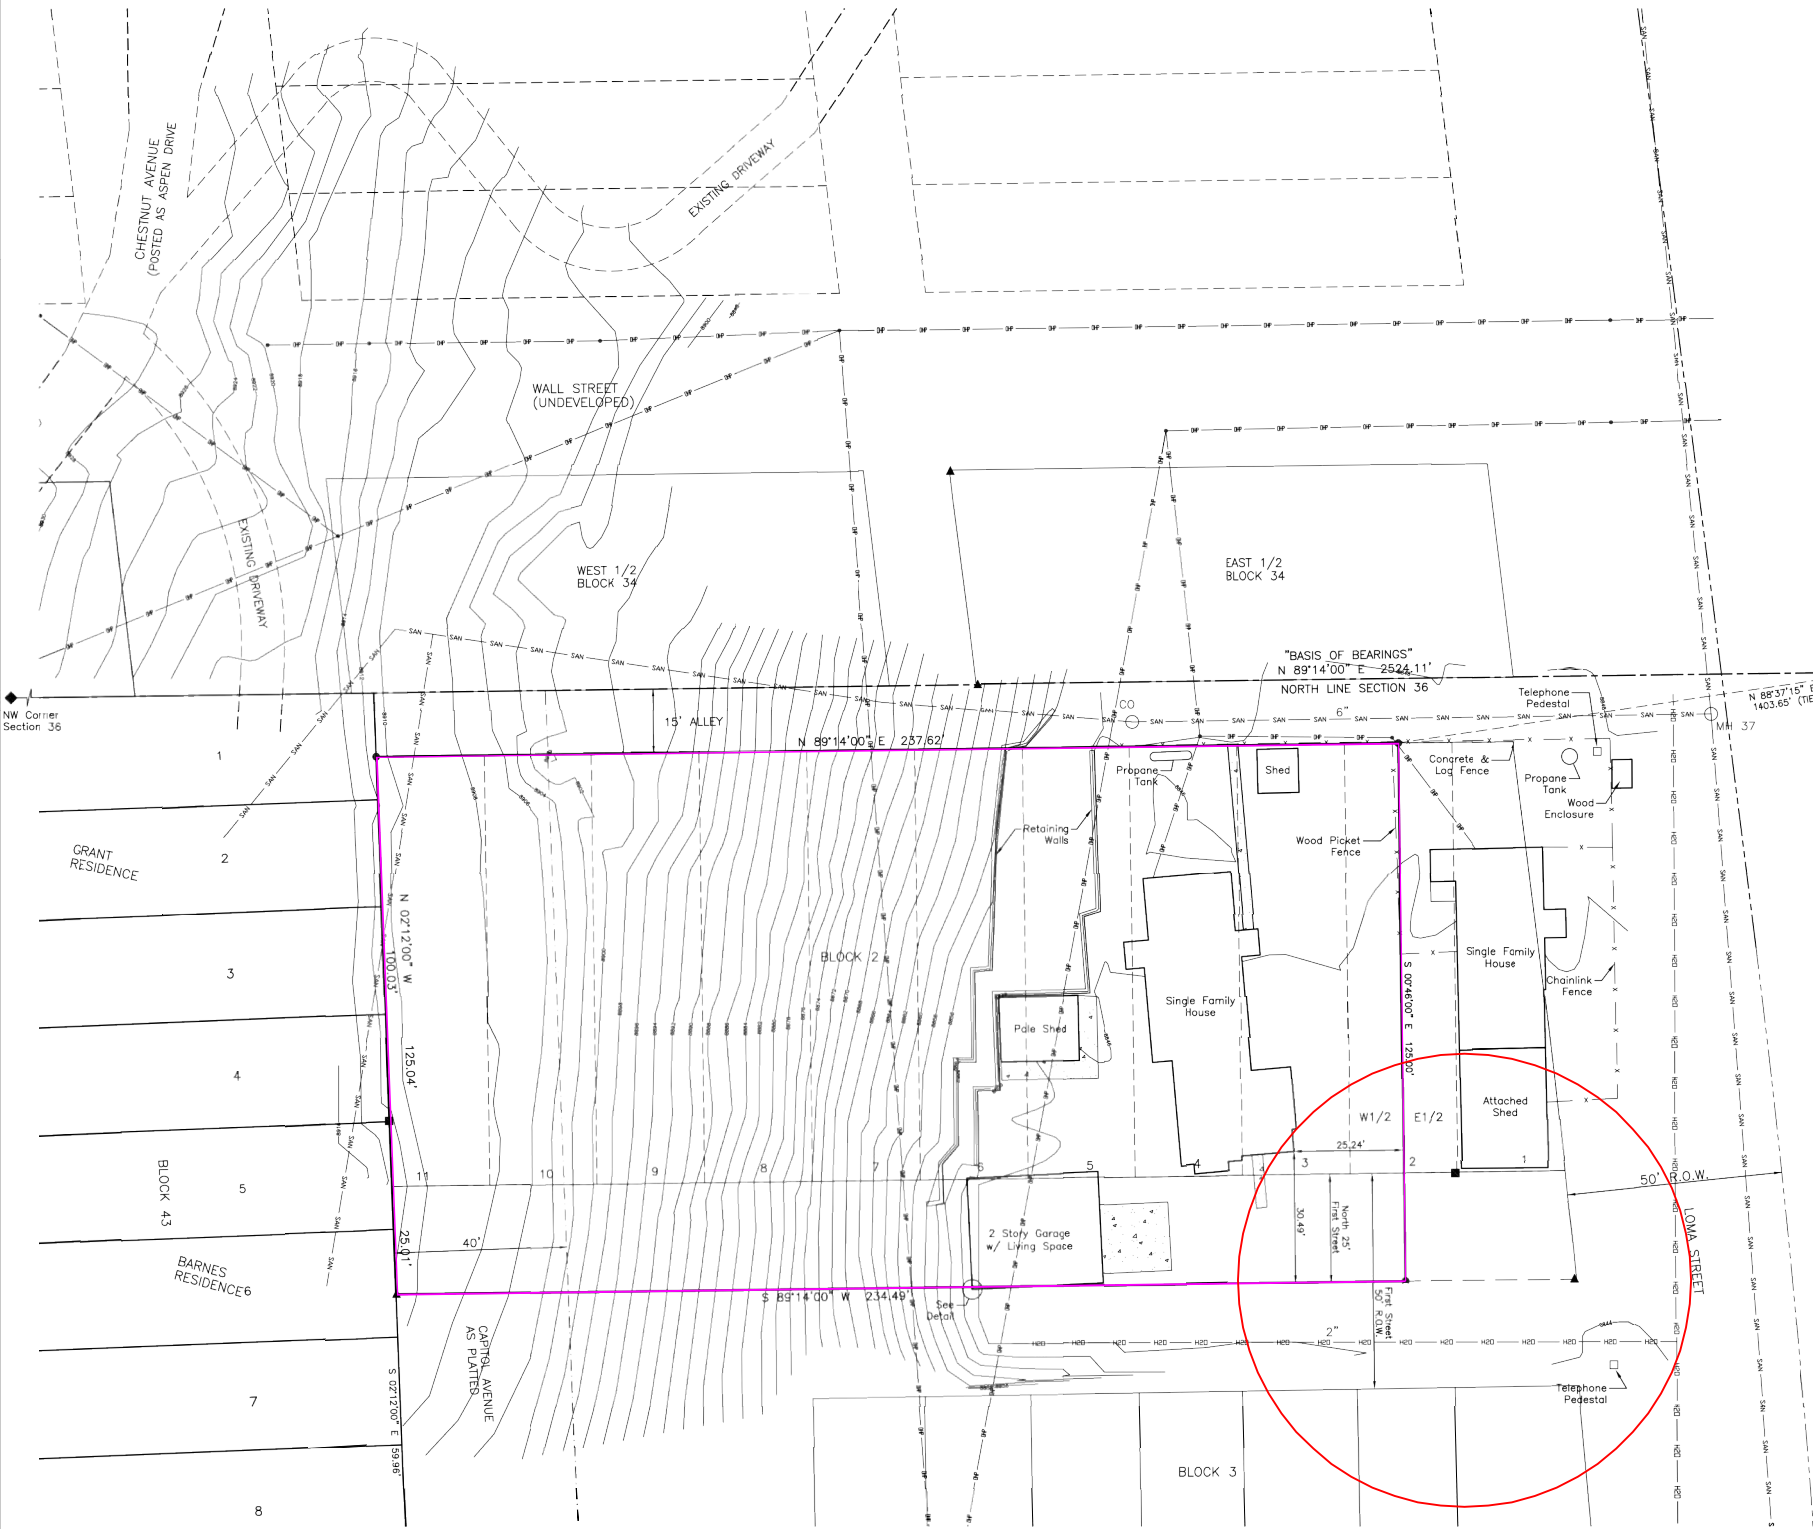 CHESTNUT AVENUE
(POSTED AS ASPEN DRIVE
EXISTING DRIVEWAY
WALL STREET
(UNDEVELOPED)
EXISTING DRIVEWAY
WEST 1/2
BLOCK 34
EAST 1/2
BLOCK 34
"BASIS OF BEARINGS"
N 89°14'00" E 2524.11'
NORTH LINE SECTION 36
N 88°37'15" E
1403.65' (TIE
NW Corner
Section 36
15' ALLEY
N 89°14'00" E 237.62'
CO
6"
MH 37
Telephone
Pedestal
Propane
Tank
Shed
Concrete &
Log Fence
Propane
Tank
Wood
Enclosure
Retaining
Walls
Wood Picket
Fence
1
GRANT
RESIDENCE
2
3
4
5
BLOCK 43
BARNES
RESIDENCE
6
7
8
N 02°12'00" W
100.03'
125.04'
25.01'
S 02°12'00" E 59.96'
BLOCK 2
Pole Shed
Single Family
House
S 00°46'00" E 125.00'
Single Family
House
Chainlink
Fence
Attached
Shed
W1/2
E1/2
25.24'
11
10
9
8
7
6
5
4
3
2
1
50' R.O.W.
LOMA STREET
30.49'
North 25'
First Street
First Street
50' R.O.W.
2 Story Garage
w/ Living Space
40'
S 89°14'00" W 234.49'
See
Detail
CAPITOL AVENUE
AS PLATTED
2"
Telephone
Pedestal
BLOCK 3
SAN
OHP
H2O